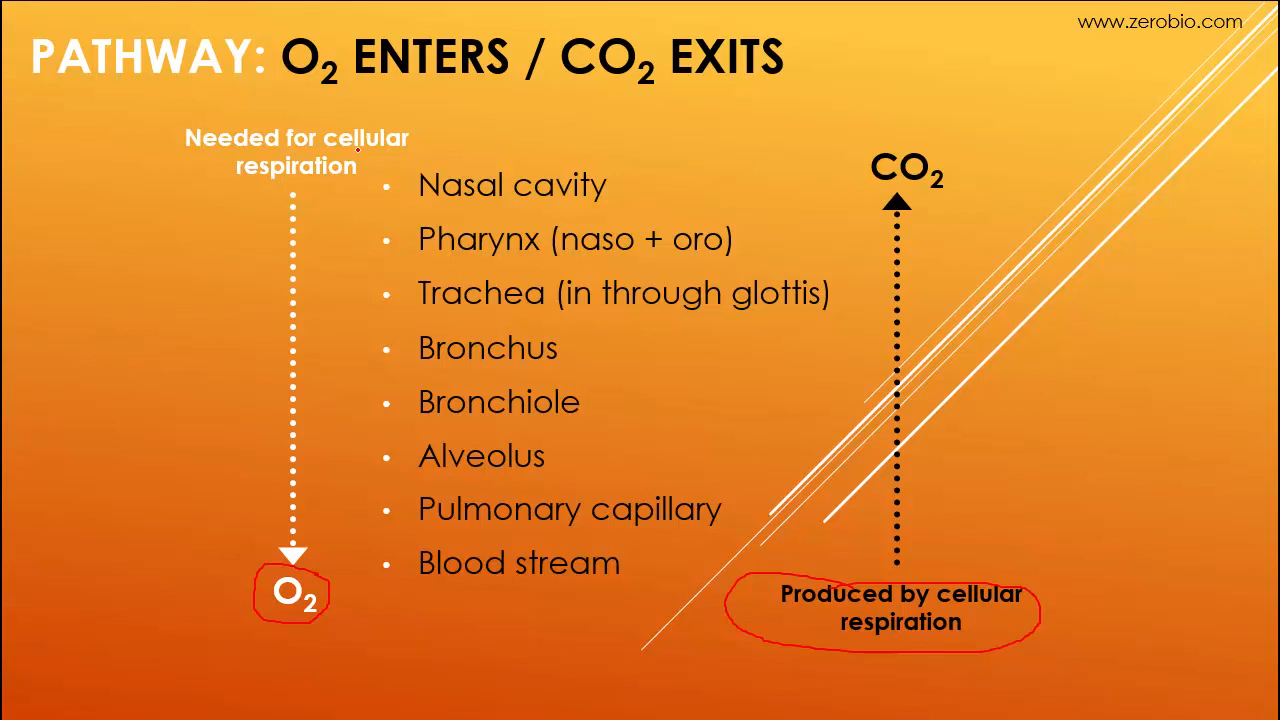 www.zerobio.com
PATHWAY: O₂ ENTERS / CO₂ EXITS
Needed for cellular
respiration
• Nasal cavity
• Pharynx (naso + oro)
• Trachea (in through glottis)
• Bronchus
• Bronchiole
• Alveolus
• Pulmonary capillary
• Blood stream
O₂
CO₂
Produced by cellular
respiration